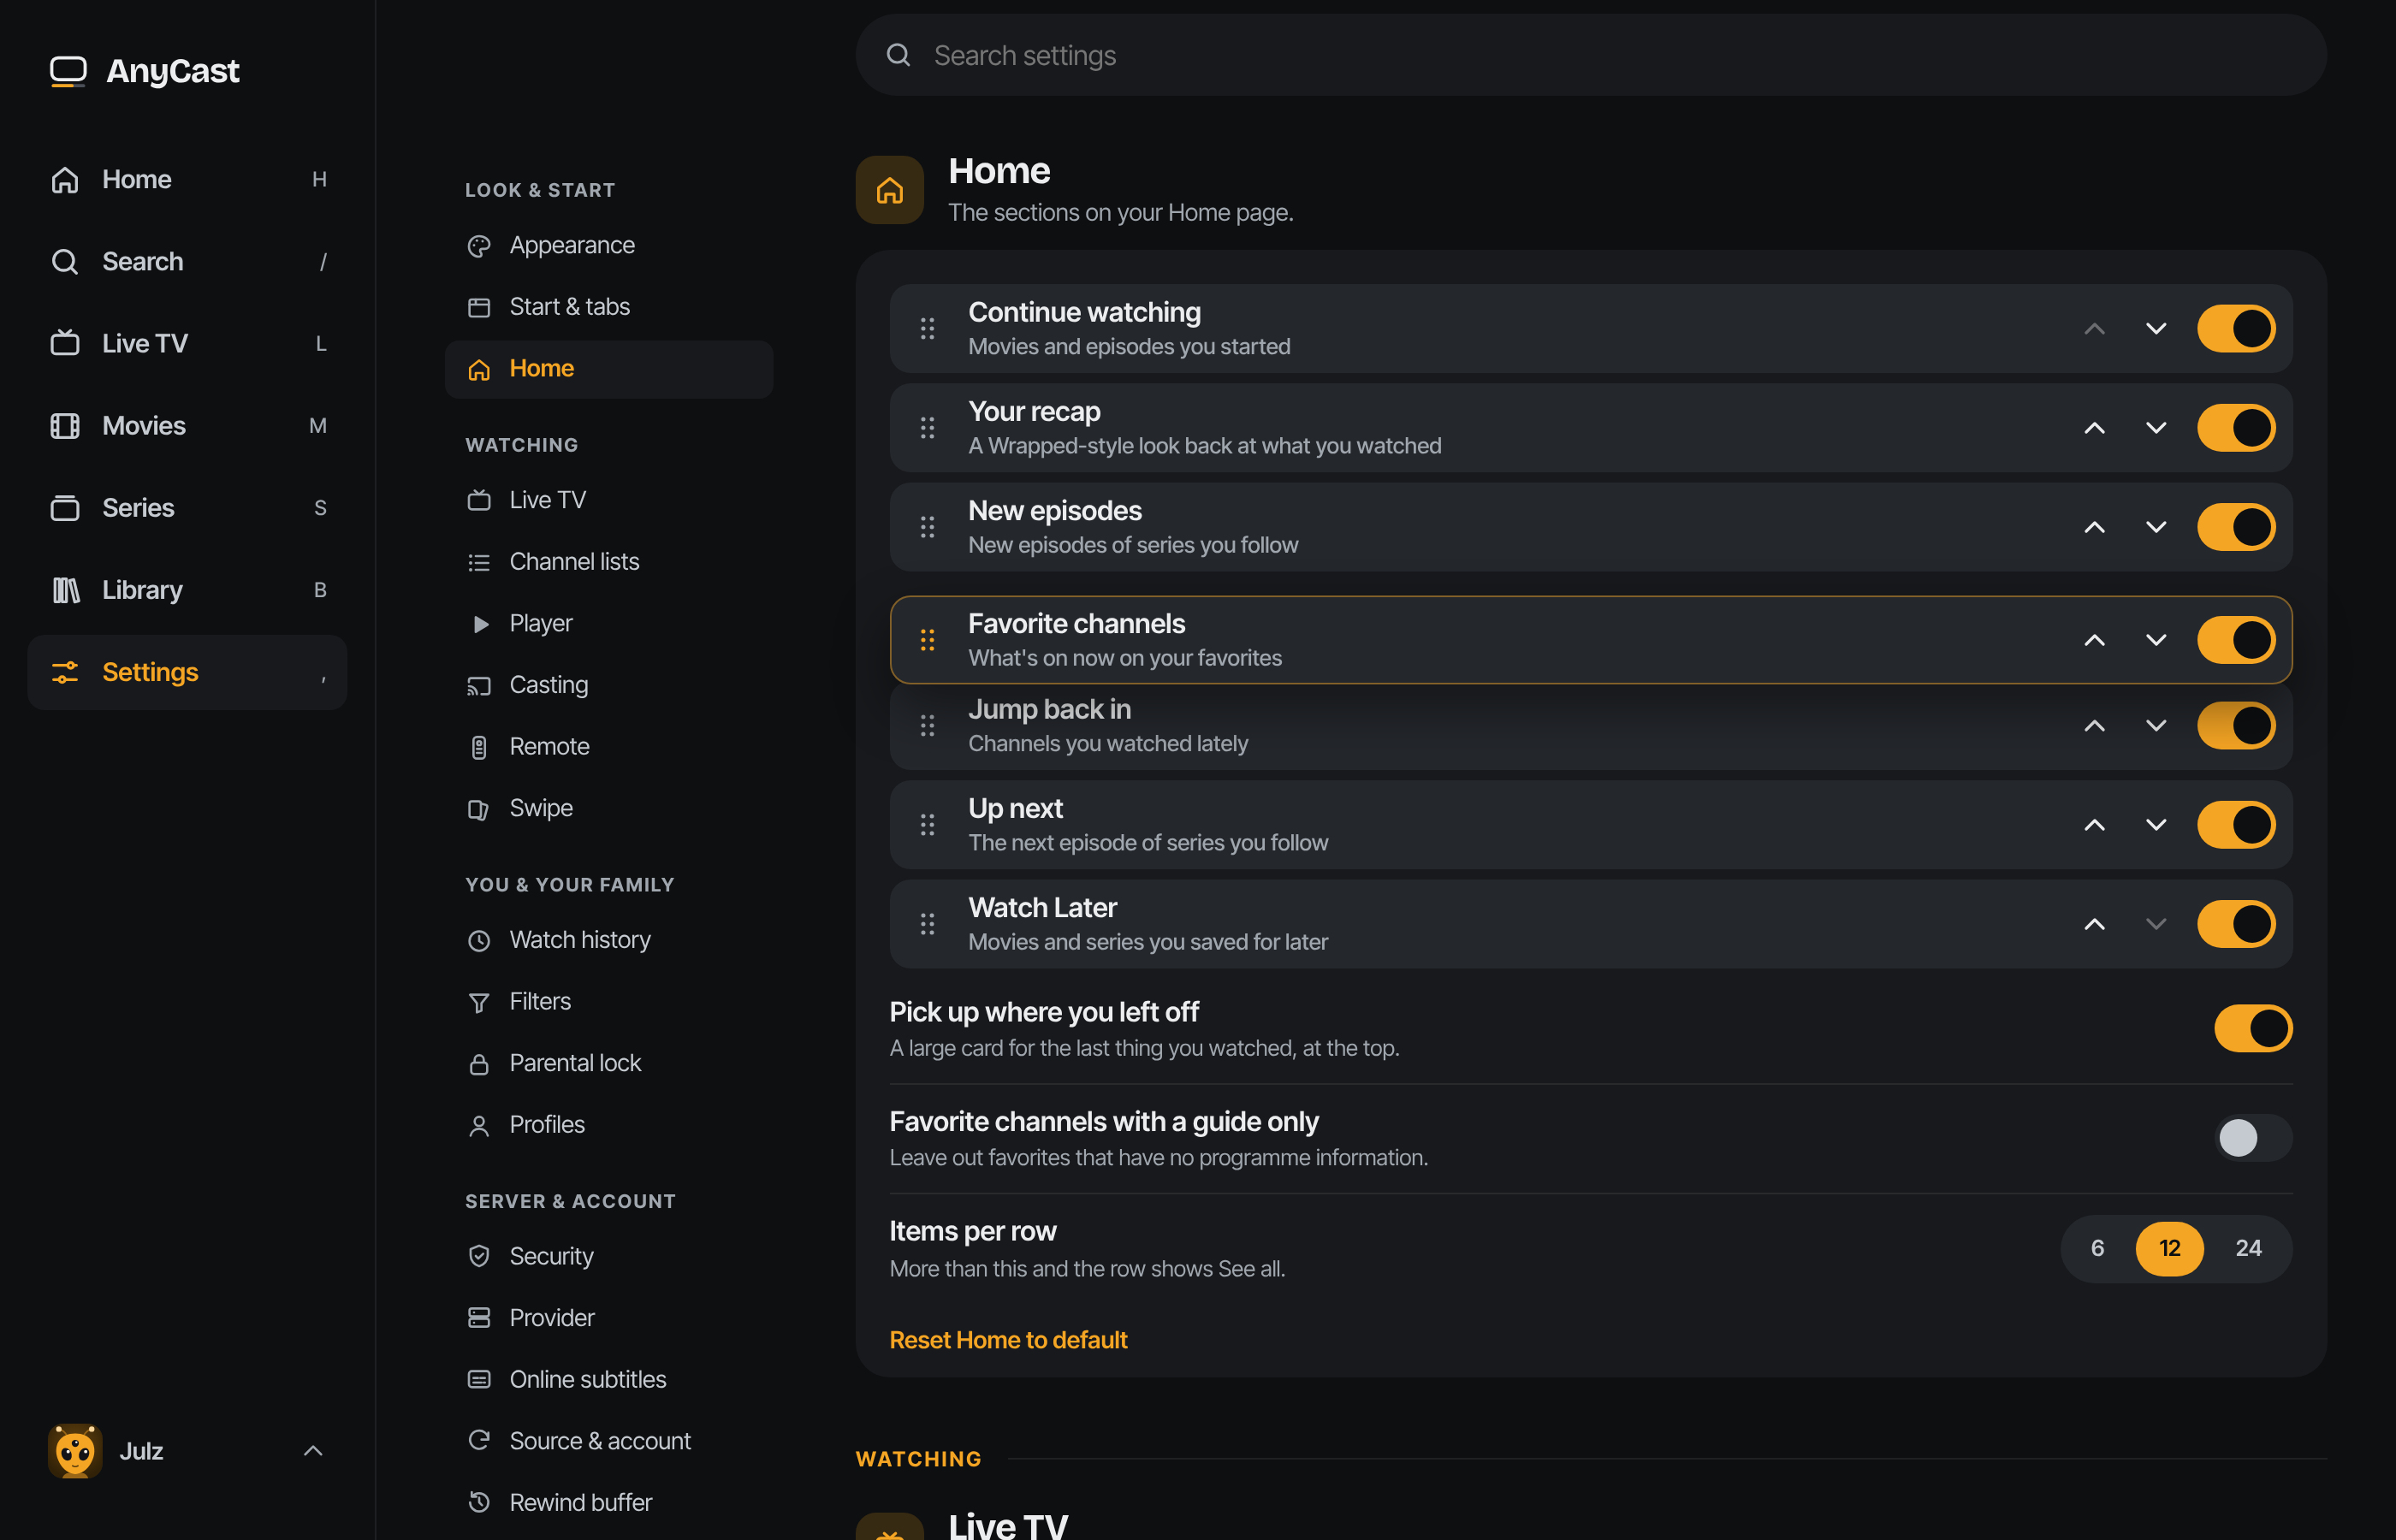 AnyCast
Home H
Search /
Live TV L
Movies M
Series S
Library B
Settings ,
Julz
LOOK & START
Appearance
Start & tabs
Home
WATCHING
Live TV
Channel lists
Player
Casting
Remote
Swipe
YOU & YOUR FAMILY
Watch history
Filters
Parental lock
Profiles
SERVER & ACCOUNT
Security
Provider
Online subtitles
Source & account
Rewind buffer
Search settings
Home
The sections on your Home page.
Continue watching
Movies and episodes you started
Your recap
A Wrapped-style look back at what you watched
New episodes
New episodes of series you follow
Favorite channels
What's on now on your favorites
Jump back in
Channels you watched lately
Up next
The next episode of series you follow
Watch Later
Movies and series you saved for later
Pick up where you left off
A large card for the last thing you watched, at the top.
Favorite channels with a guide only
Leave out favorites that have no programme information.
Items per row
More than this and the row shows See all.
6 12 24
Reset Home to default
WATCHING
Live TV